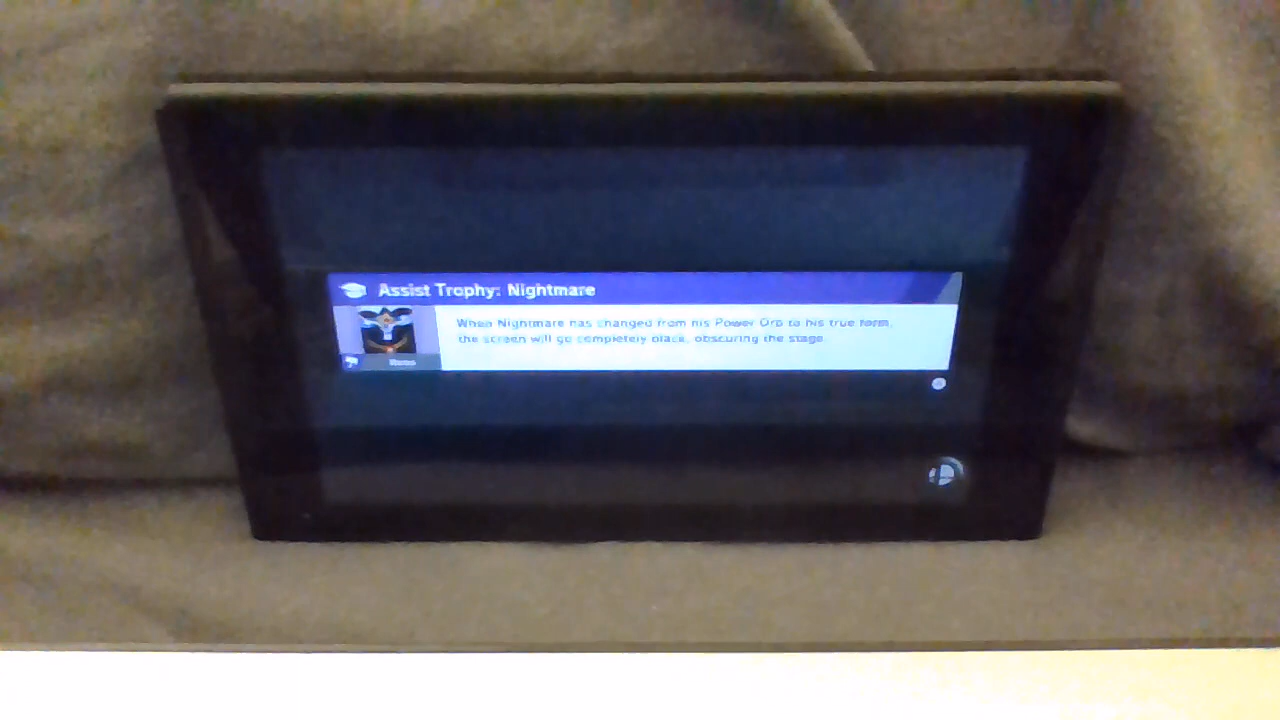 Assist Trophy: Nightmare
When Nightmare has changed from his Power Orb to his true form,
the screen will go completely black, obscuring the stage.
Items